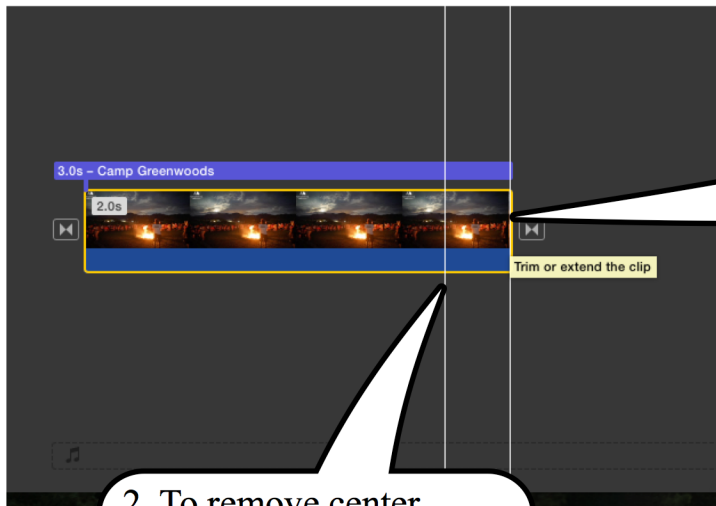 3.0s – Camp Greenwoods
2.0s
Trim or extend the clip
2. To remove center